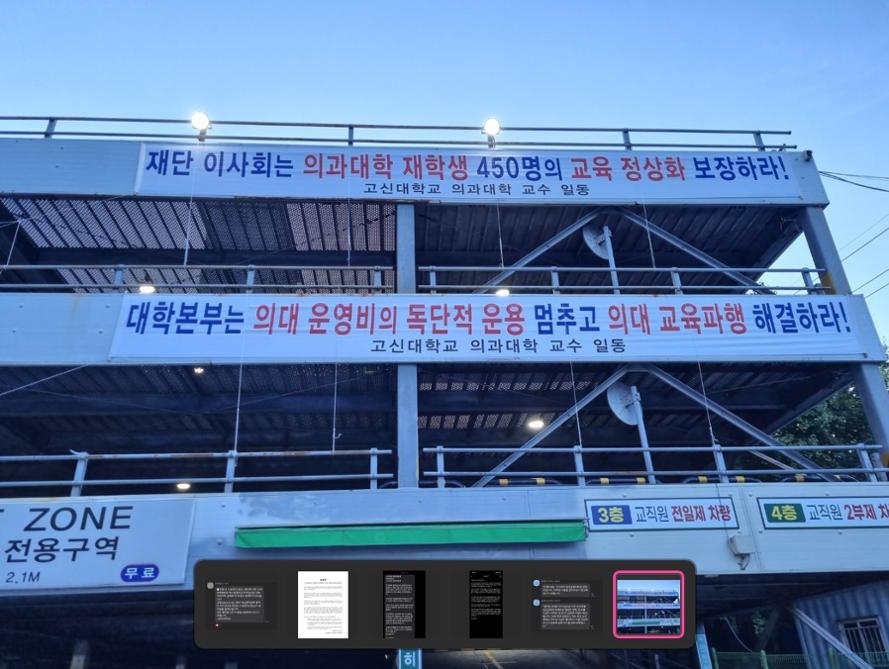 재단 이사회는 의과대학 재학생 450명의 교육 정상화 보장하라!
고신대학교 의과대학 교수 일동
대학본부는 의대 운영비의 독단적 운용 멈추고 의대 교육파행 해결하라!
고신대학교 의과대학 교수 일동
T ZONE
전용구역
2.1M
무료
3층 교직원 전일제 차량
4층 교직원 2부제 차